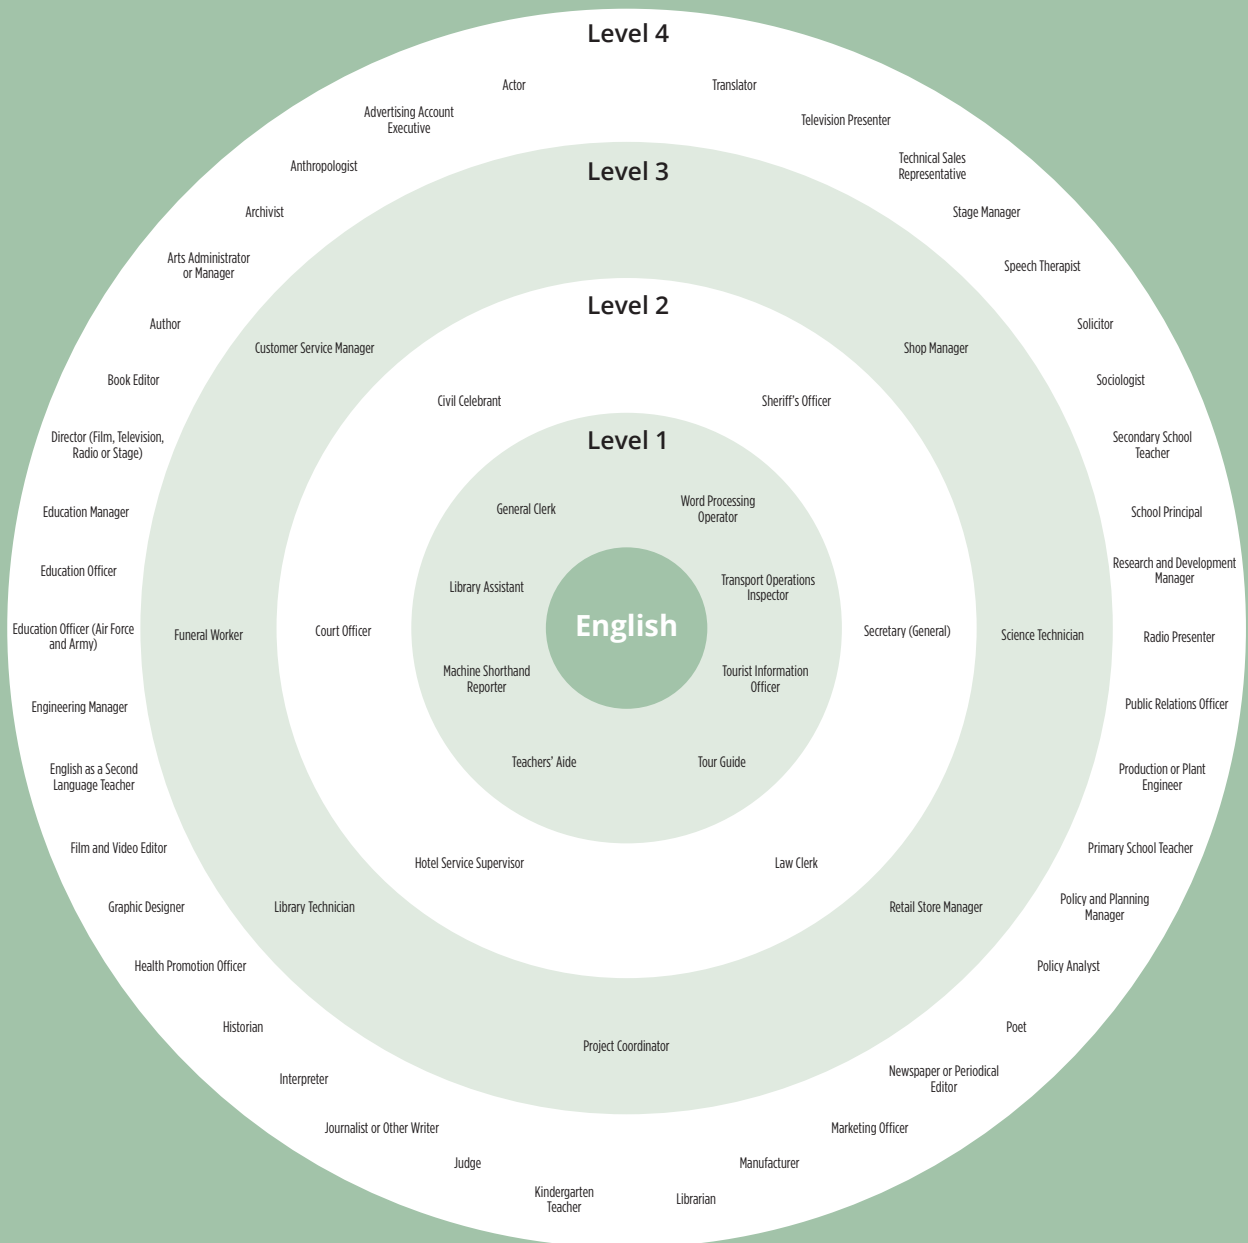 Level 4
Actor
Translator
Advertising Account
Executive
Television Presenter
Anthropologist
Technical Sales
Representative
Archivist
Stage Manager
Arts Administrator
or Manager
Speech Therapist
Author
Solicitor
Book Editor
Sociologist
Director (Film, Television,
Radio or Stage)
Secondary School
Teacher
Education Manager
School Principal
Education Officer
Research and Development
Manager
Education Officer (Air Force
and Army)
Radio Presenter
Engineering Manager
Public Relations Officer
English as a Second
Language Teacher
Production or Plant
Engineer
Film and Video Editor
Primary School Teacher
Graphic Designer
Policy and Planning
Manager
Health Promotion Officer
Policy Analyst
Historian
Poet
Interpreter
Newspaper or Periodical
Editor
Journalist or Other Writer
Marketing Officer
Judge
Manufacturer
Kindergarten
Teacher
Librarian
Level 3
Customer Service Manager
Shop Manager
Funeral Worker
Science Technician
Library Technician
Retail Store Manager
Project Coordinator
Level 2
Civil Celebrant
Sheriff's Officer
Court Officer
Secretary (General)
Hotel Service Supervisor
Law Clerk
Level 1
General Clerk
Word Processing
Operator
Library Assistant
Transport Operations
Inspector
Machine Shorthand
Reporter
Tourist Information
Officer
Teachers' Aide
Tour Guide
English